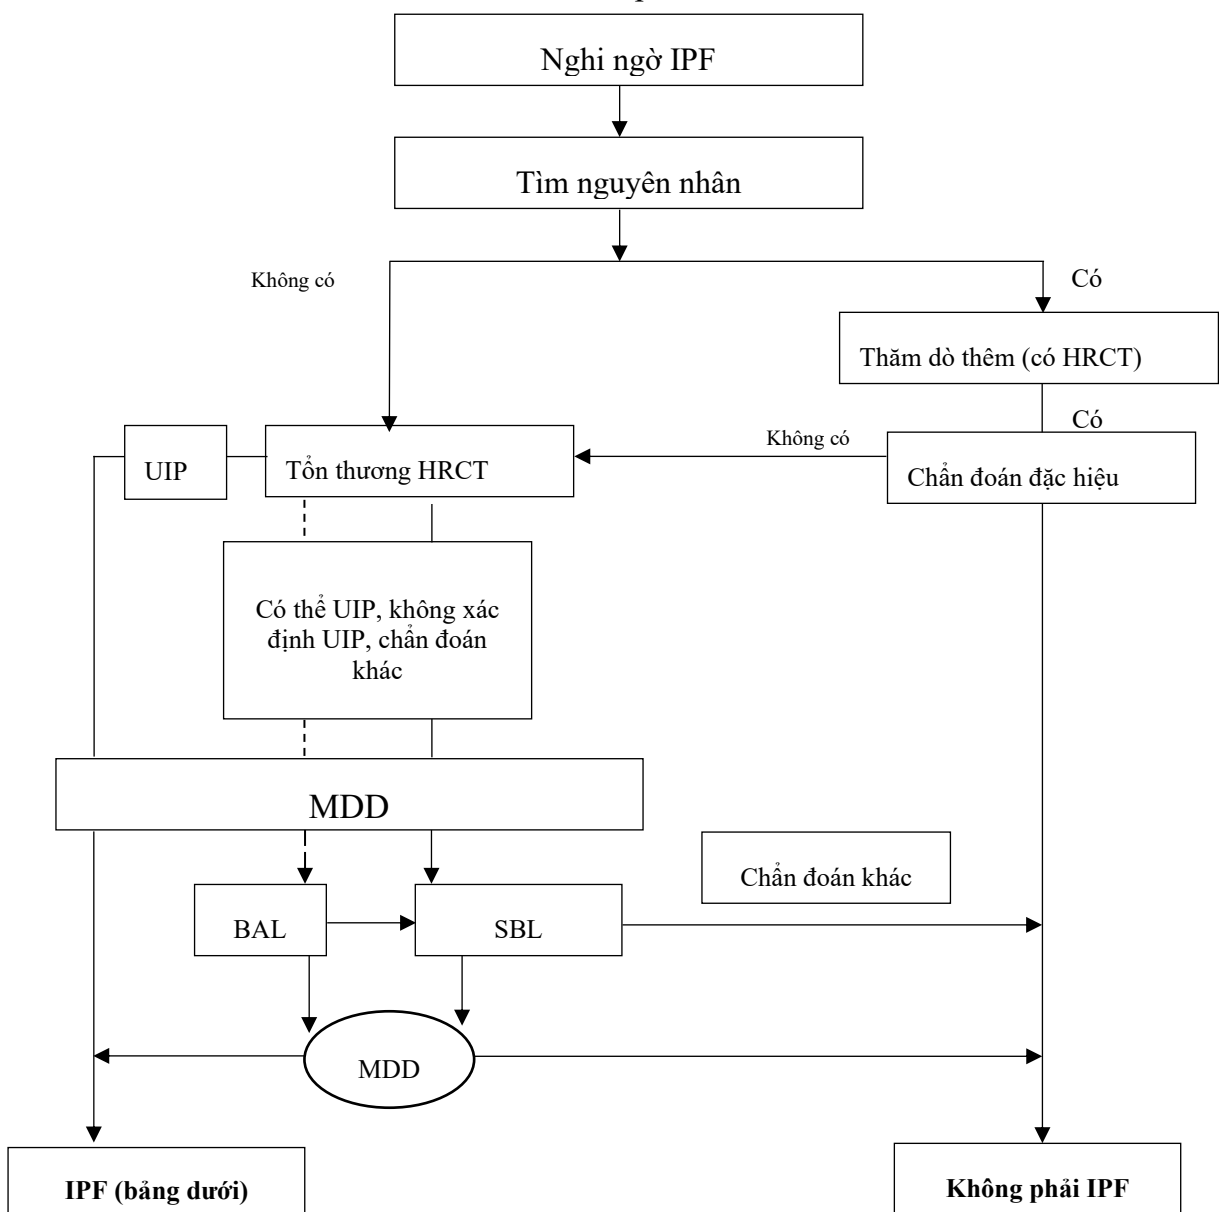 Nghi ngờ IPF
Tìm nguyên nhân
Không có
Có
Thăm dò thêm (có HRCT)
Có
Không có
UIP
Tổn thương HRCT
Chẩn đoán đặc hiệu
Có thể UIP, không xác
định UIP, chẩn đoán
khác
MDD
Chẩn đoán khác
BAL
SBL
MDD
IPF (bảng dưới)
Không phải IPF